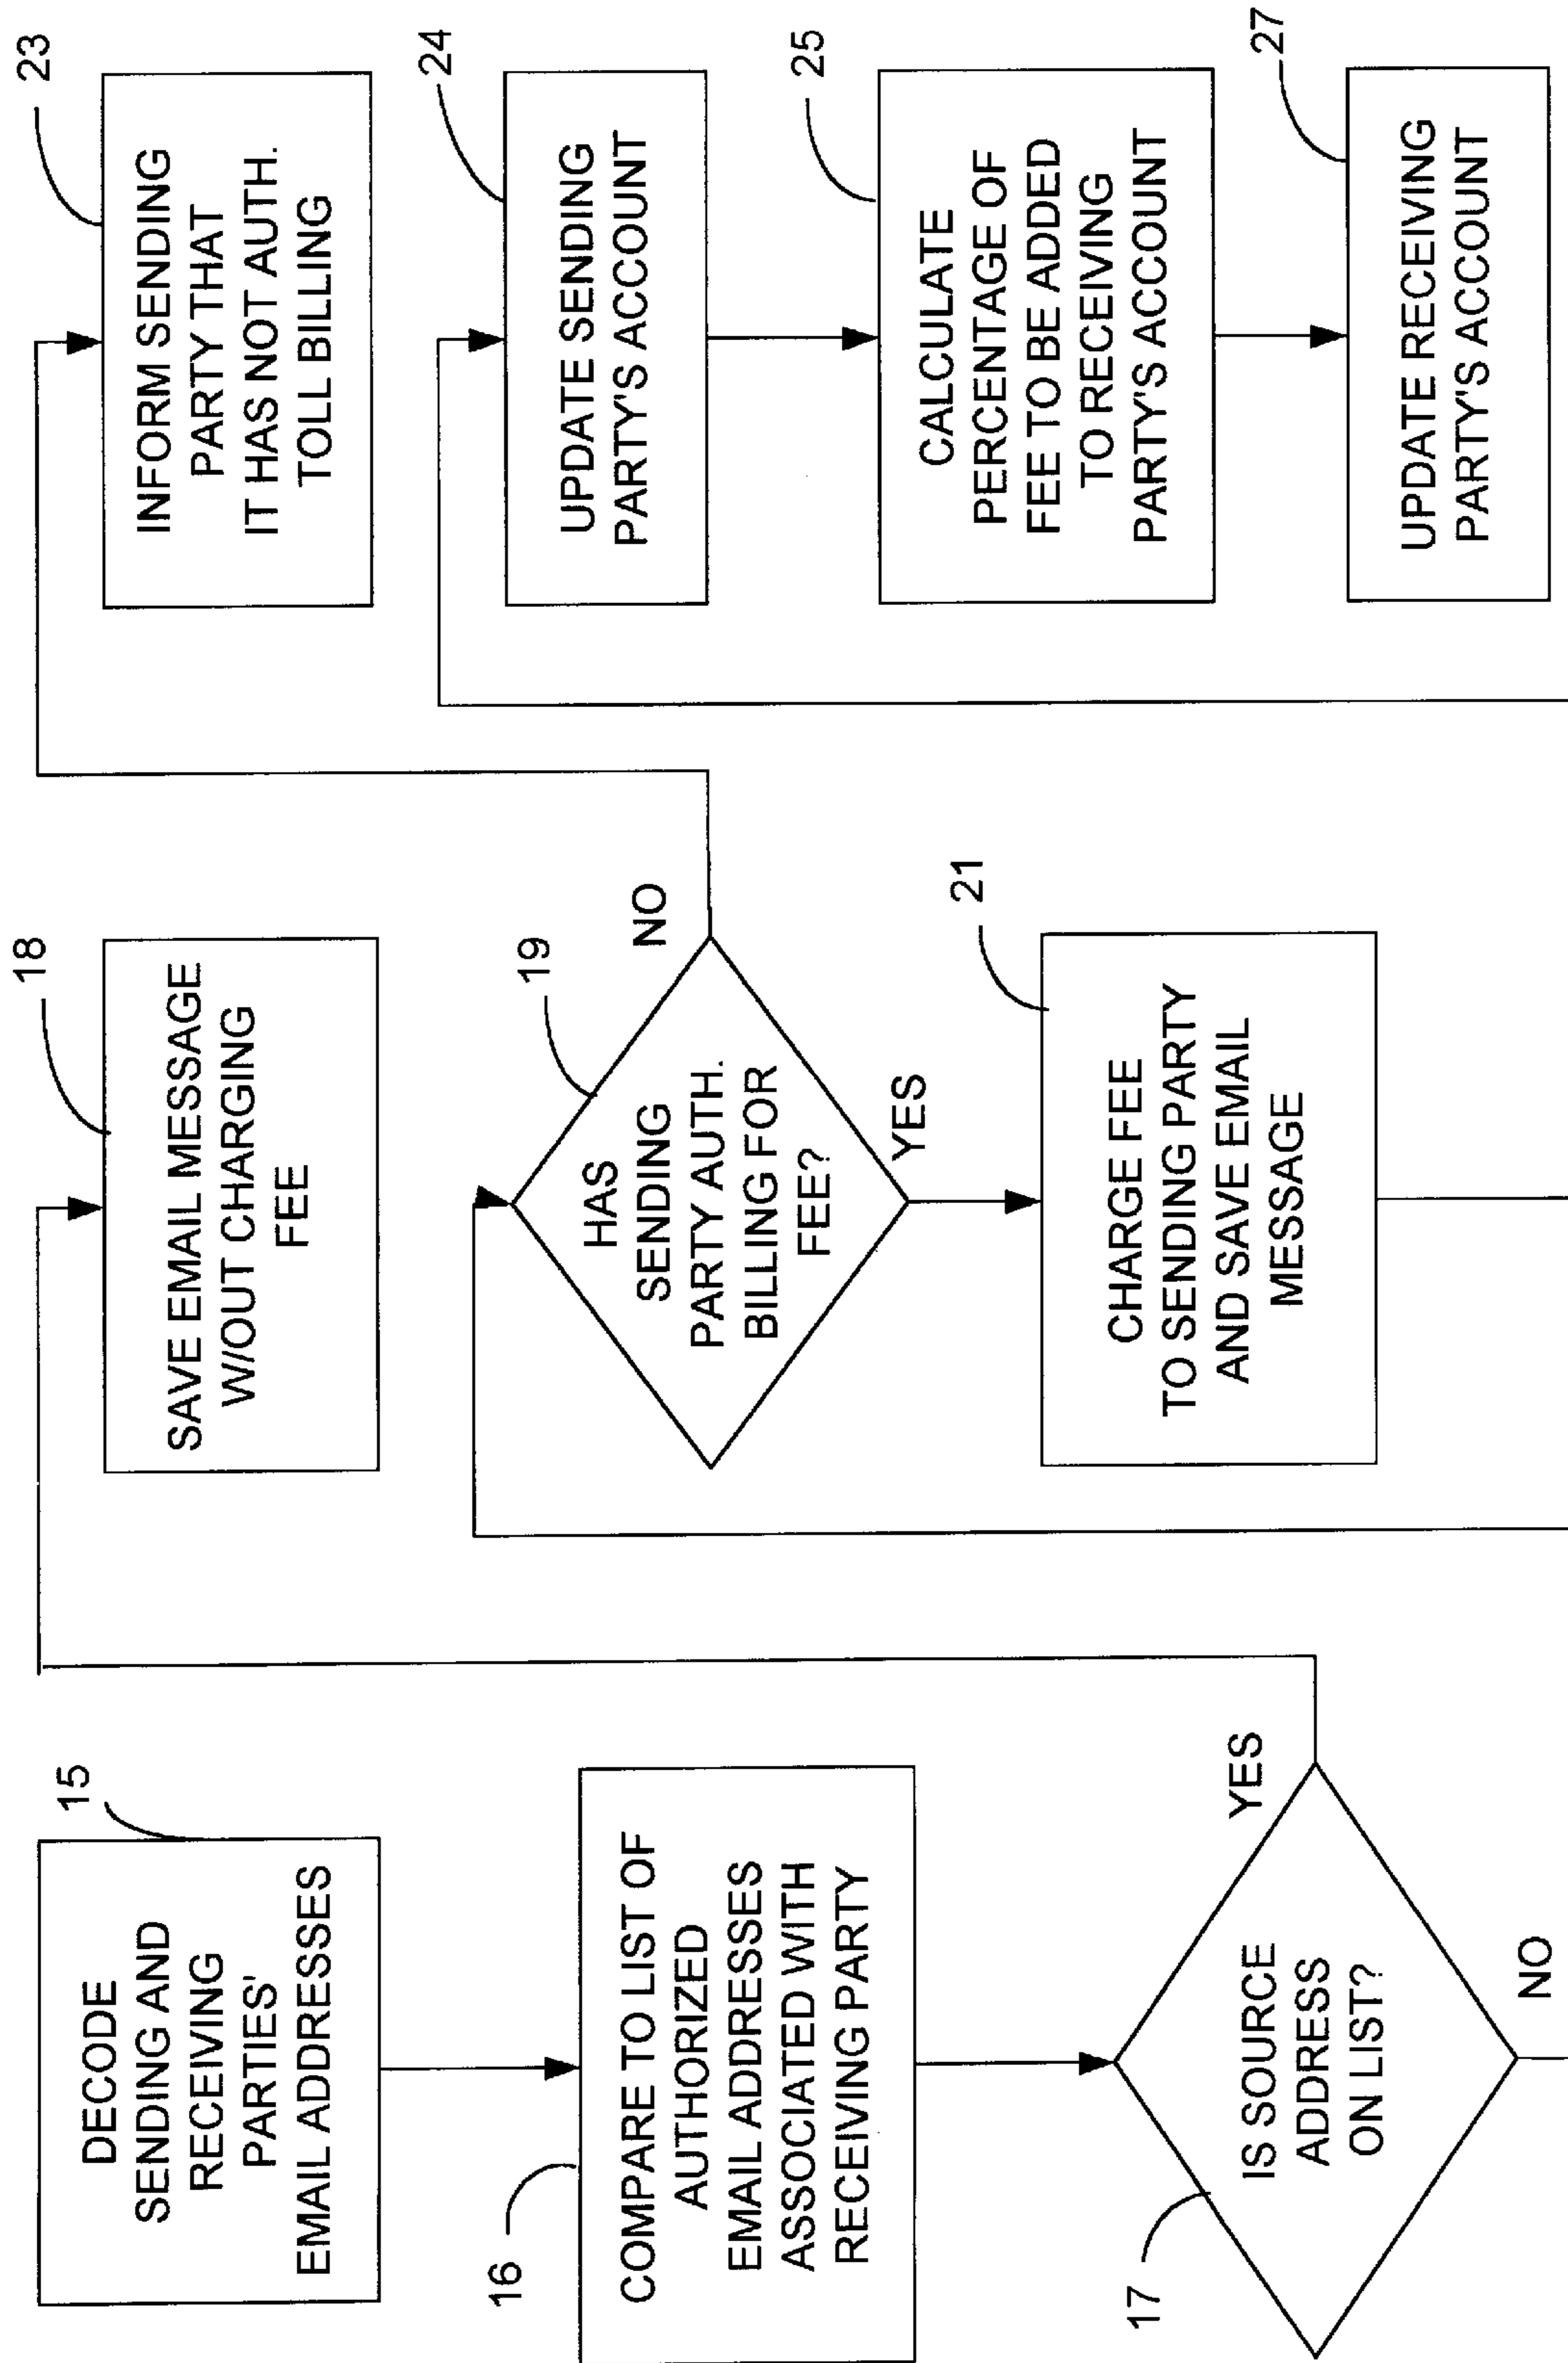 15
DECODE
SENDING AND
RECEIVING
PARTIES'
EMAIL ADDRESSES
16
COMPARE TO LIST OF
AUTHORIZED
EMAIL ADDRESSES
ASSOCIATED WITH
RECEIVING PARTY
17
IS SOURCE
ADDRESS
ON LIST?
YES
NO
18
SAVE EMAIL MESSAGE
W/OUT CHARGING
FEE
19
HAS
SENDING
PARTY AUTH.
BILLING FOR
FEE?
NO
YES
21
CHARGE FEE
TO SENDING PARTY
AND SAVE EMAIL
MESSAGE
23
INFORM SENDING
PARTY THAT
IT HAS NOT AUTH.
TOLL BILLING
24
UPDATE SENDING
PARTY'S ACCOUNT
25
CALCULATE
PERCENTAGE OF
FEE TO BE ADDED
TO RECEIVING
PARTY'S ACCOUNT
27
UPDATE RECEIVING
PARTY'S ACCOUNT